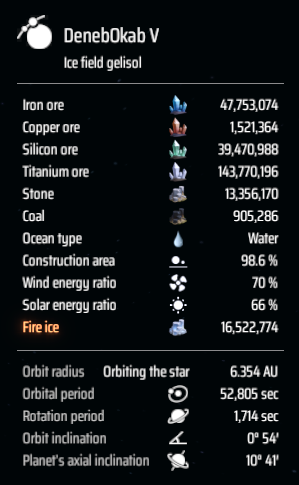 DenebOkab V
Ice field gelisol
Iron ore 47,753,074
Copper ore 1,521,364
Silicon ore 39,470,988
Titanium ore 143,770,196
Stone 13,356,170
Coal 905,286
Ocean type Water
Construction area 98.6 %
Wind energy ratio 70 %
Solar energy ratio 66 %
Fire ice 16,522,774
Orbit radius Orbiting the star 6.354 AU
Orbital period 52,805 sec
Rotation period 1,714 sec
Orbit inclination 0° 54'
Planet's axial inclination 10° 41'